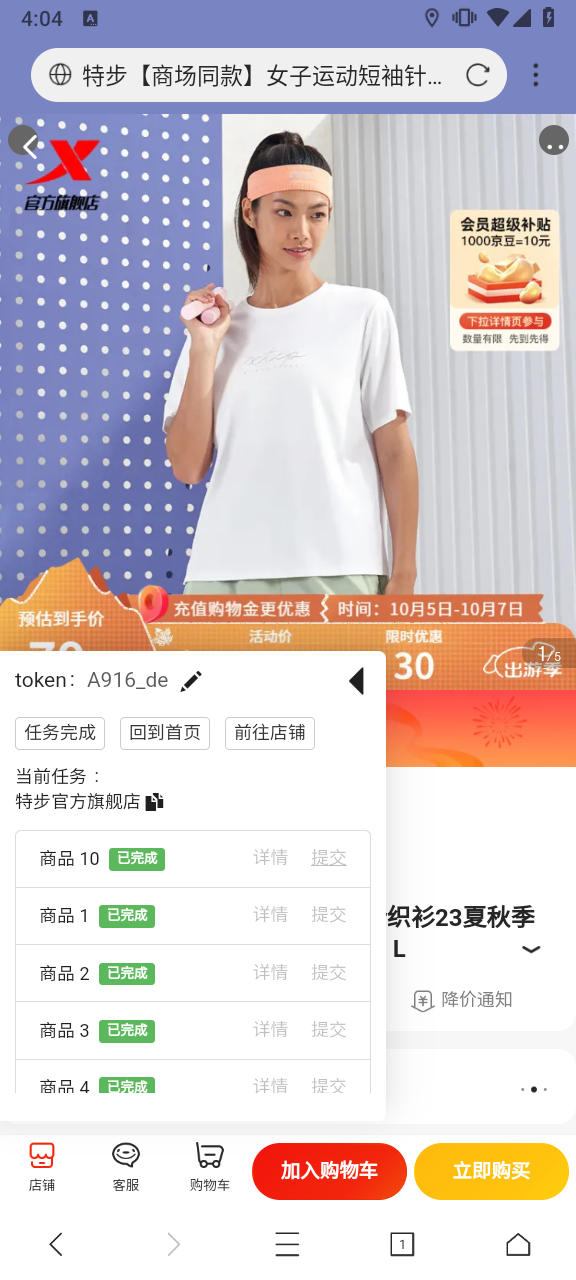 4:04
A
特步【商场同款】女子运动短袖针...
官方旗舰店
会员超级补贴
1000京豆=10元
下拉详情页参与
数量有限 先到先得
预估到手价
充值购物金更优惠
时间：10月5日-10月7日
活动价
限时优惠
30
出游季
1/5
token： A916_de
任务完成
回到首页
前往店铺
当前任务：
特步官方旗舰店
商品 10 已完成 详情 提交
商品 1 已完成 详情 提交
商品 2 已完成 详情 提交
商品 3 已完成 详情 提交
商品 4 已完成 详情 提交
织衫23夏秋季
L
降价通知
店铺
客服
购物车
加入购物车
立即购买
1